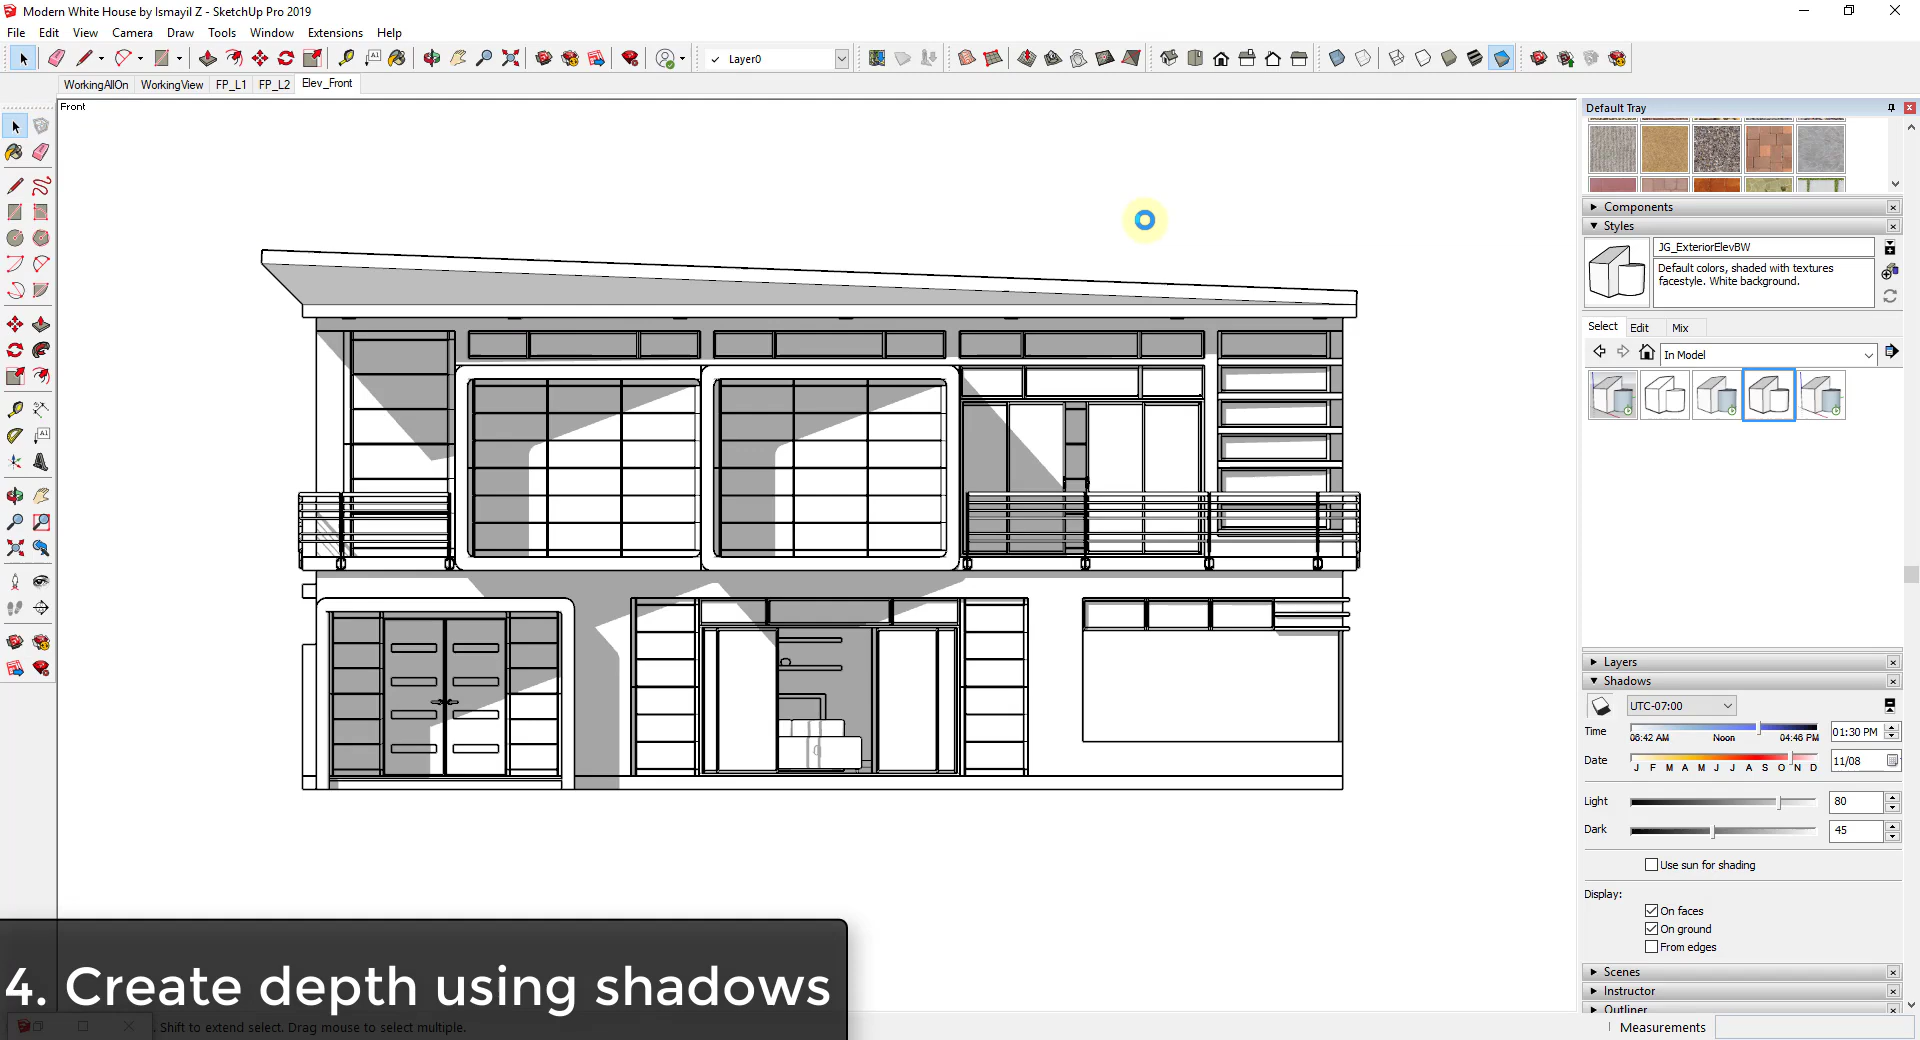 Modern White House by Ismayil Z - SketchUp Pro 2019
File Edit View Camera Draw Tools Window Extensions Help
A1
Layer0
WorkingAllOn WorkingView FP_L1 FP_L2 Elev_Front
Front
A1
Default Tray
Components
Styles
JG_ExteriorElevBW
Default colors, shaded with textures
facestyle. White background.
Select Edit Mix
In Model
Layers
Shadows
UTC-07:00
Time
06:42 AM Noon 04:46 PM
01:30 PM
Date
J F M A M J J A S O N D
11/08
Light
80
Dark
45
Use sun for shading
Display:
On faces
On ground
From edges
Scenes
Instructor
Outliner
4. Create depth using shadows
. Shift to extend select. Drag mouse to select multiple.
Measurements